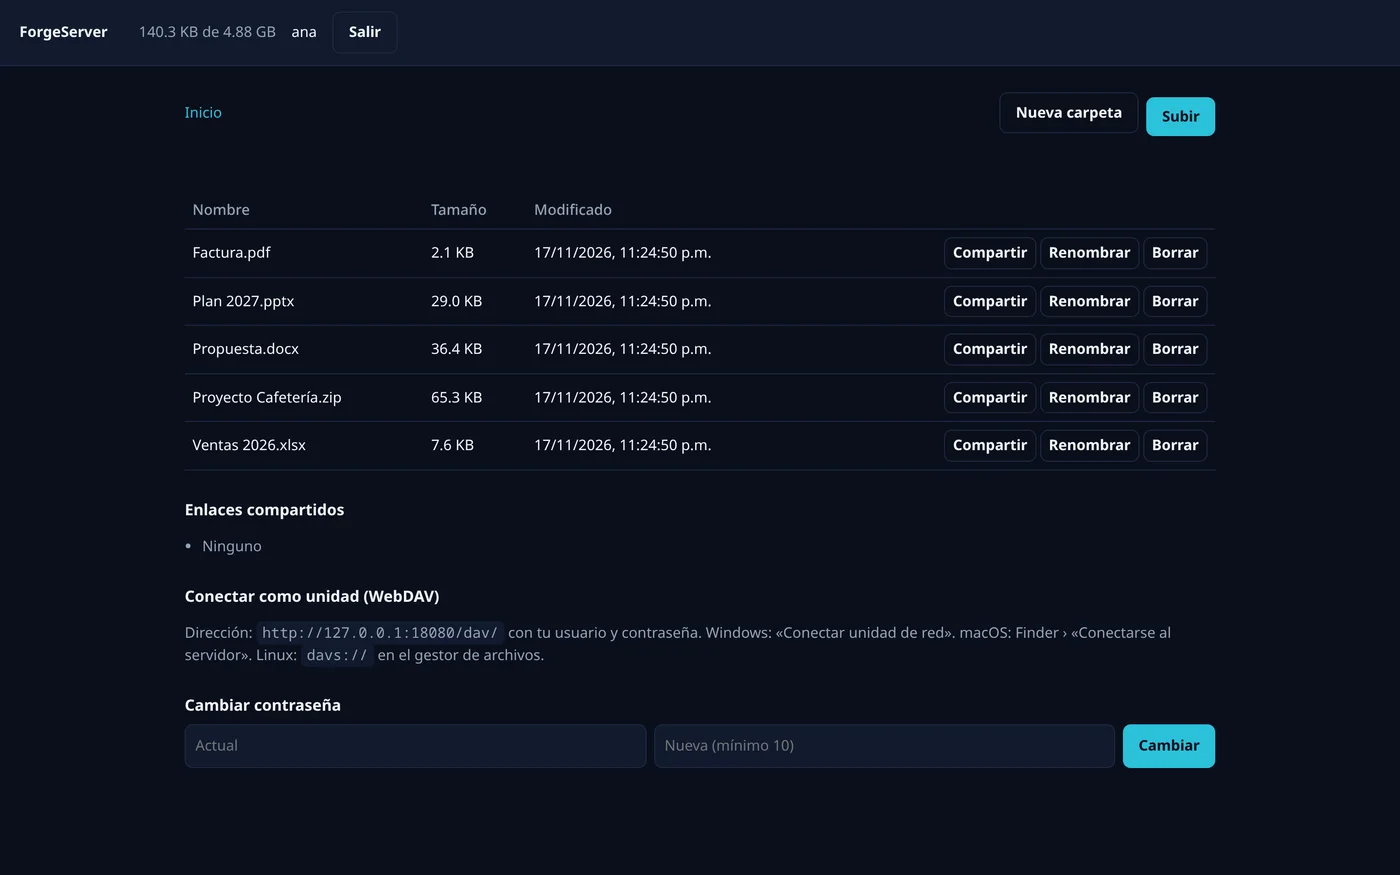 ForgeServer 140.3 KB de 4.88 GB ana Salir
Inicio Nueva carpeta Subir
Nombre Tamaño Modificado
Factura.pdf 2.1 KB 17/11/2026, 11:24:50 p.m. Compartir Renombrar Borrar
Plan 2027.pptx 29.0 KB 17/11/2026, 11:24:50 p.m. Compartir Renombrar Borrar
Propuesta.docx 36.4 KB 17/11/2026, 11:24:50 p.m. Compartir Renombrar Borrar
Proyecto Cafetería.zip 65.3 KB 17/11/2026, 11:24:50 p.m. Compartir Renombrar Borrar
Ventas 2026.xlsx 7.6 KB 17/11/2026, 11:24:50 p.m. Compartir Renombrar Borrar
Enlaces compartidos
• Ninguno
Conectar como unidad (WebDAV)
Dirección: http://127.0.0.1:18080/dav/ con tu usuario y contraseña. Windows: «Conectar unidad de red». macOS: Finder › «Conectarse al
servidor». Linux: davs:// en el gestor de archivos.
Cambiar contraseña
Actual Nueva (mínimo 10) Cambiar